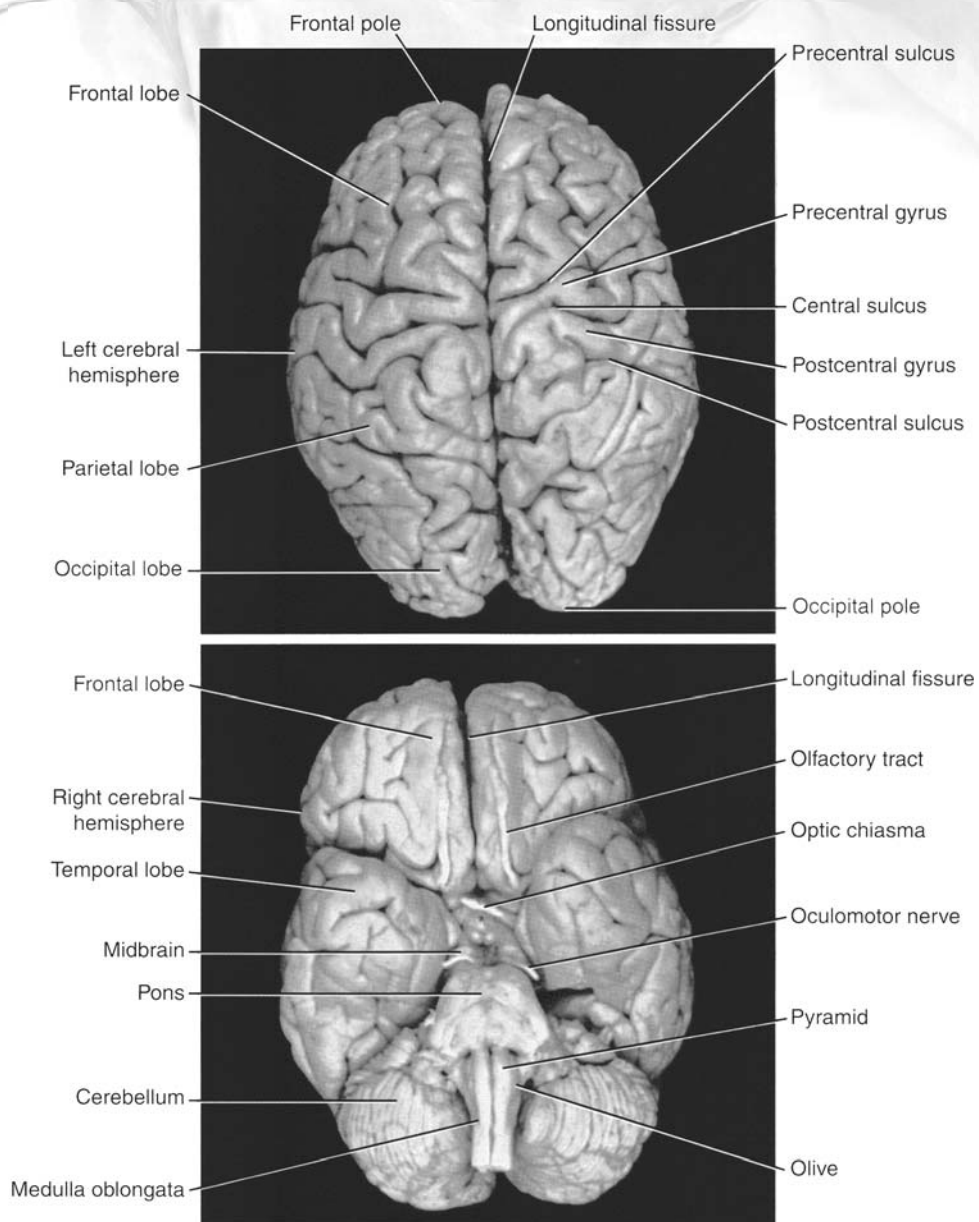 Frontal pole
Longitudinal fissure
Precentral sulcus
Frontal lobe
Precentral gyrus
Central sulcus
Left cerebral
hemisphere
Postcentral gyrus
Postcentral sulcus
Parietal lobe
Occipital lobe
Occipital pole
Frontal lobe
Longitudinal fissure
Olfactory tract
Right cerebral
hemisphere
Optic chiasma
Temporal lobe
Oculomotor nerve
Midbrain
Pons
Pyramid
Cerebellum
Olive
Medulla oblongata